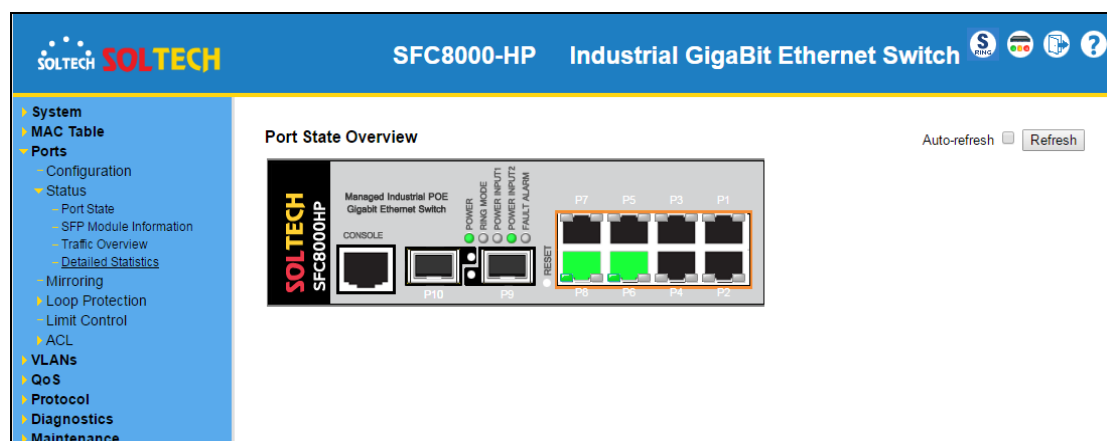 SOLTECH SOLTECH
SFC8000-HP Industrial GigaBit Ethernet Switch
S
RING
?
System
MAC Table
Ports
Configuration
Status
Port State
SFP Module Information
Traffic Overview
Detailed Statistics
Mirroring
Loop Protection
Limit Control
ACL
VLANs
QoS
Protocol
Diagnostics
Maintenance
Port State Overview
Auto-refresh Refresh
SOLTECH
SFC8000HP
Managed Industrial POE
Gigabit Ethernet Switch
CONSOLE
POWER
RING MODE
POWER INPUT1
POWER INPUT2
FAULT ALARM
RESET
P7 P5 P3 P1
P10 P9 P8 P6 P4 P2